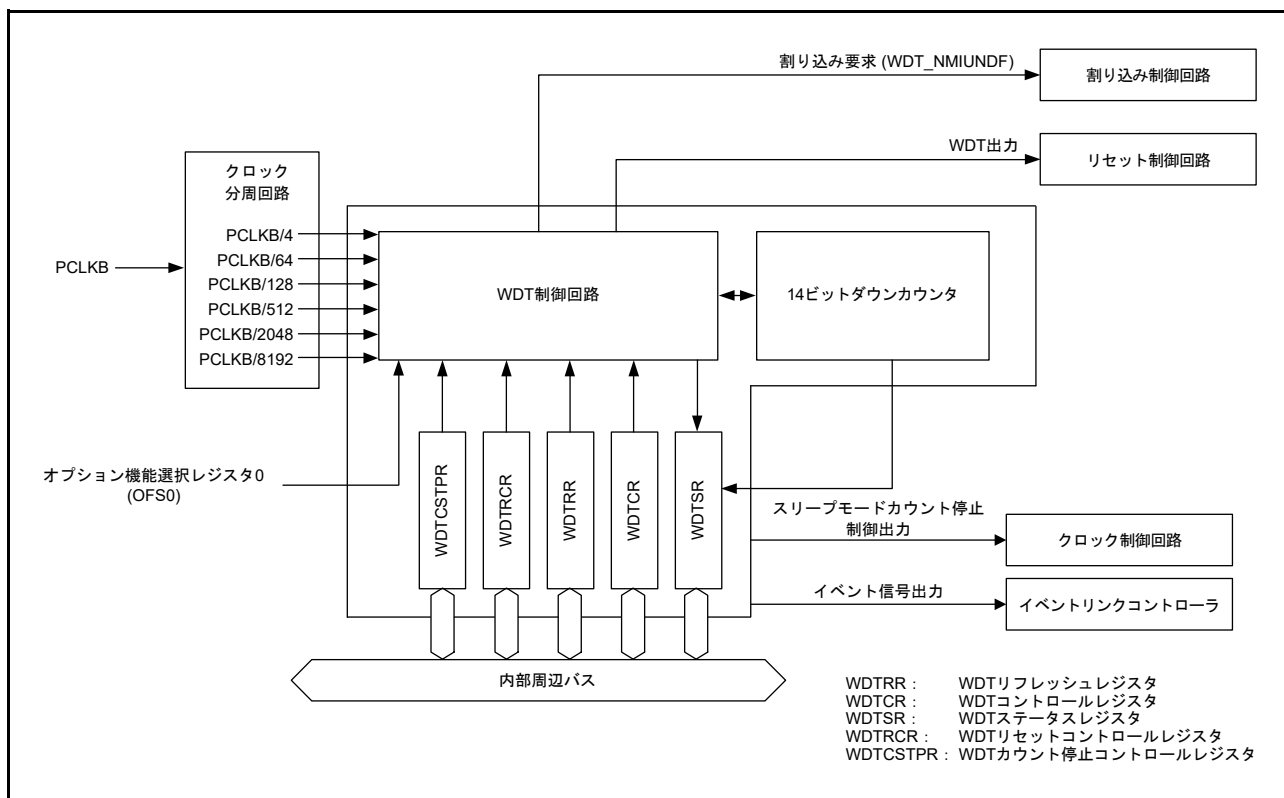 割り込み要求 (WDT_NMIUNDF)
割り込み制御回路
WDT出力
リセット制御回路
クロック
分周回路
PCLKB/4
PCLKB/64
PCLKB/128
PCLKB/512
PCLKB/2048
PCLKB/8192
PCLKB
WDT制御回路
14ビットダウンカウンタ
オプション機能選択レジスタ0
(OFS0)
WDTCSTPR
WDTRCR
WDTRR
WDTCR
WDTSR
スリープモードカウント停止
制御出力
クロック制御回路
イベント信号出力
イベントリンクコントローラ
内部周辺バス
WDTRR : WDTリフレッシュレジスタ
WDTCR : WDTコントロールレジスタ
WDTSR : WDTステータスレジスタ
WDTRCR : WDTリセットコントロールレジスタ
WDTCSTPR : WDTカウント停止コントロールレジスタ